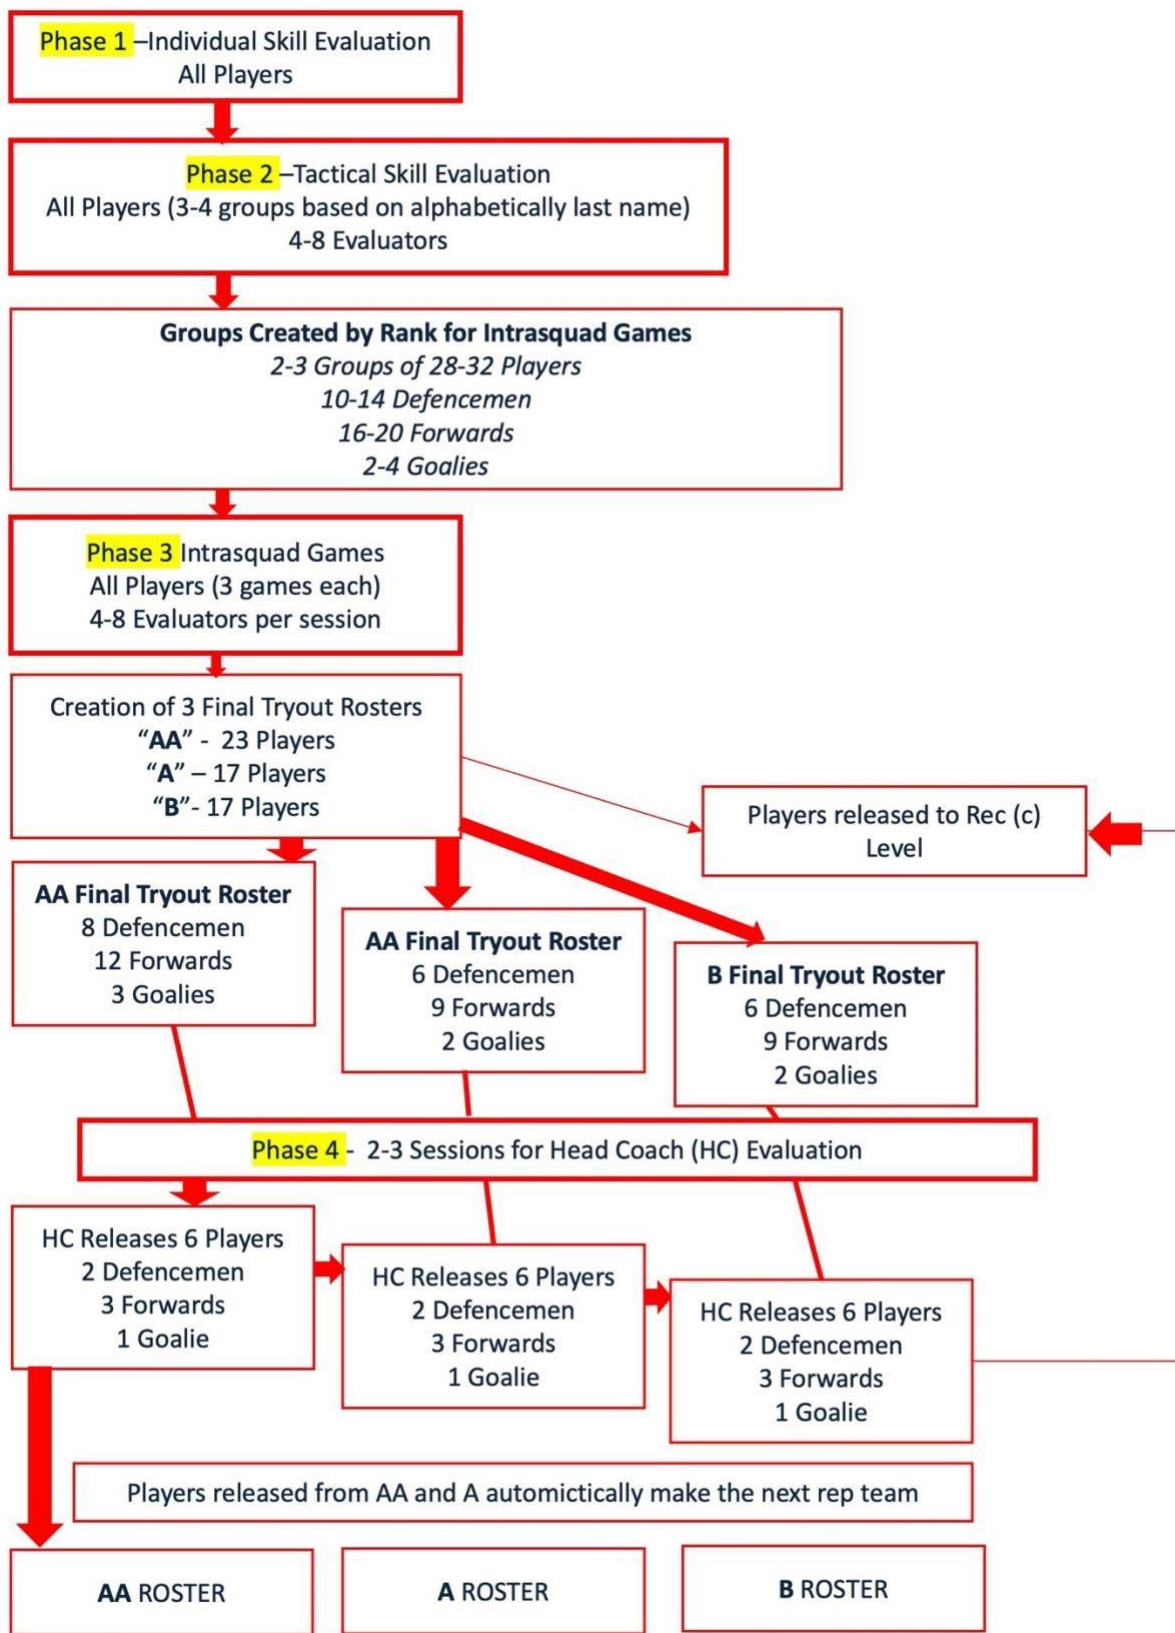 Phase 1 –Individual Skill Evaluation
All Players
Phase 2 –Tactical Skill Evaluation
All Players (3-4 groups based on alphabetically last name)
4-8 Evaluators
Groups Created by Rank for Intrasquad Games
2-3 Groups of 28-32 Players
10-14 Defencemen
16-20 Forwards
2-4 Goalies
Phase 3 Intrasquad Games
All Players (3 games each)
4-8 Evaluators per session
Creation of 3 Final Tryout Rosters
“AA” - 23 Players
“A” – 17 Players
“B”- 17 Players
Players released to Rec (c)
Level
AA Final Tryout Roster
8 Defencemen
12 Forwards
3 Goalies
AA Final Tryout Roster
6 Defencemen
9 Forwards
2 Goalies
B Final Tryout Roster
6 Defencemen
9 Forwards
2 Goalies
Phase 4 - 2-3 Sessions for Head Coach (HC) Evaluation
HC Releases 6 Players
2 Defencemen
3 Forwards
1 Goalie
HC Releases 6 Players
2 Defencemen
3 Forwards
1 Goalie
HC Releases 6 Players
2 Defencemen
3 Forwards
1 Goalie
Players released from AA and A automictically make the next rep team
AA ROSTER
A ROSTER
B ROSTER